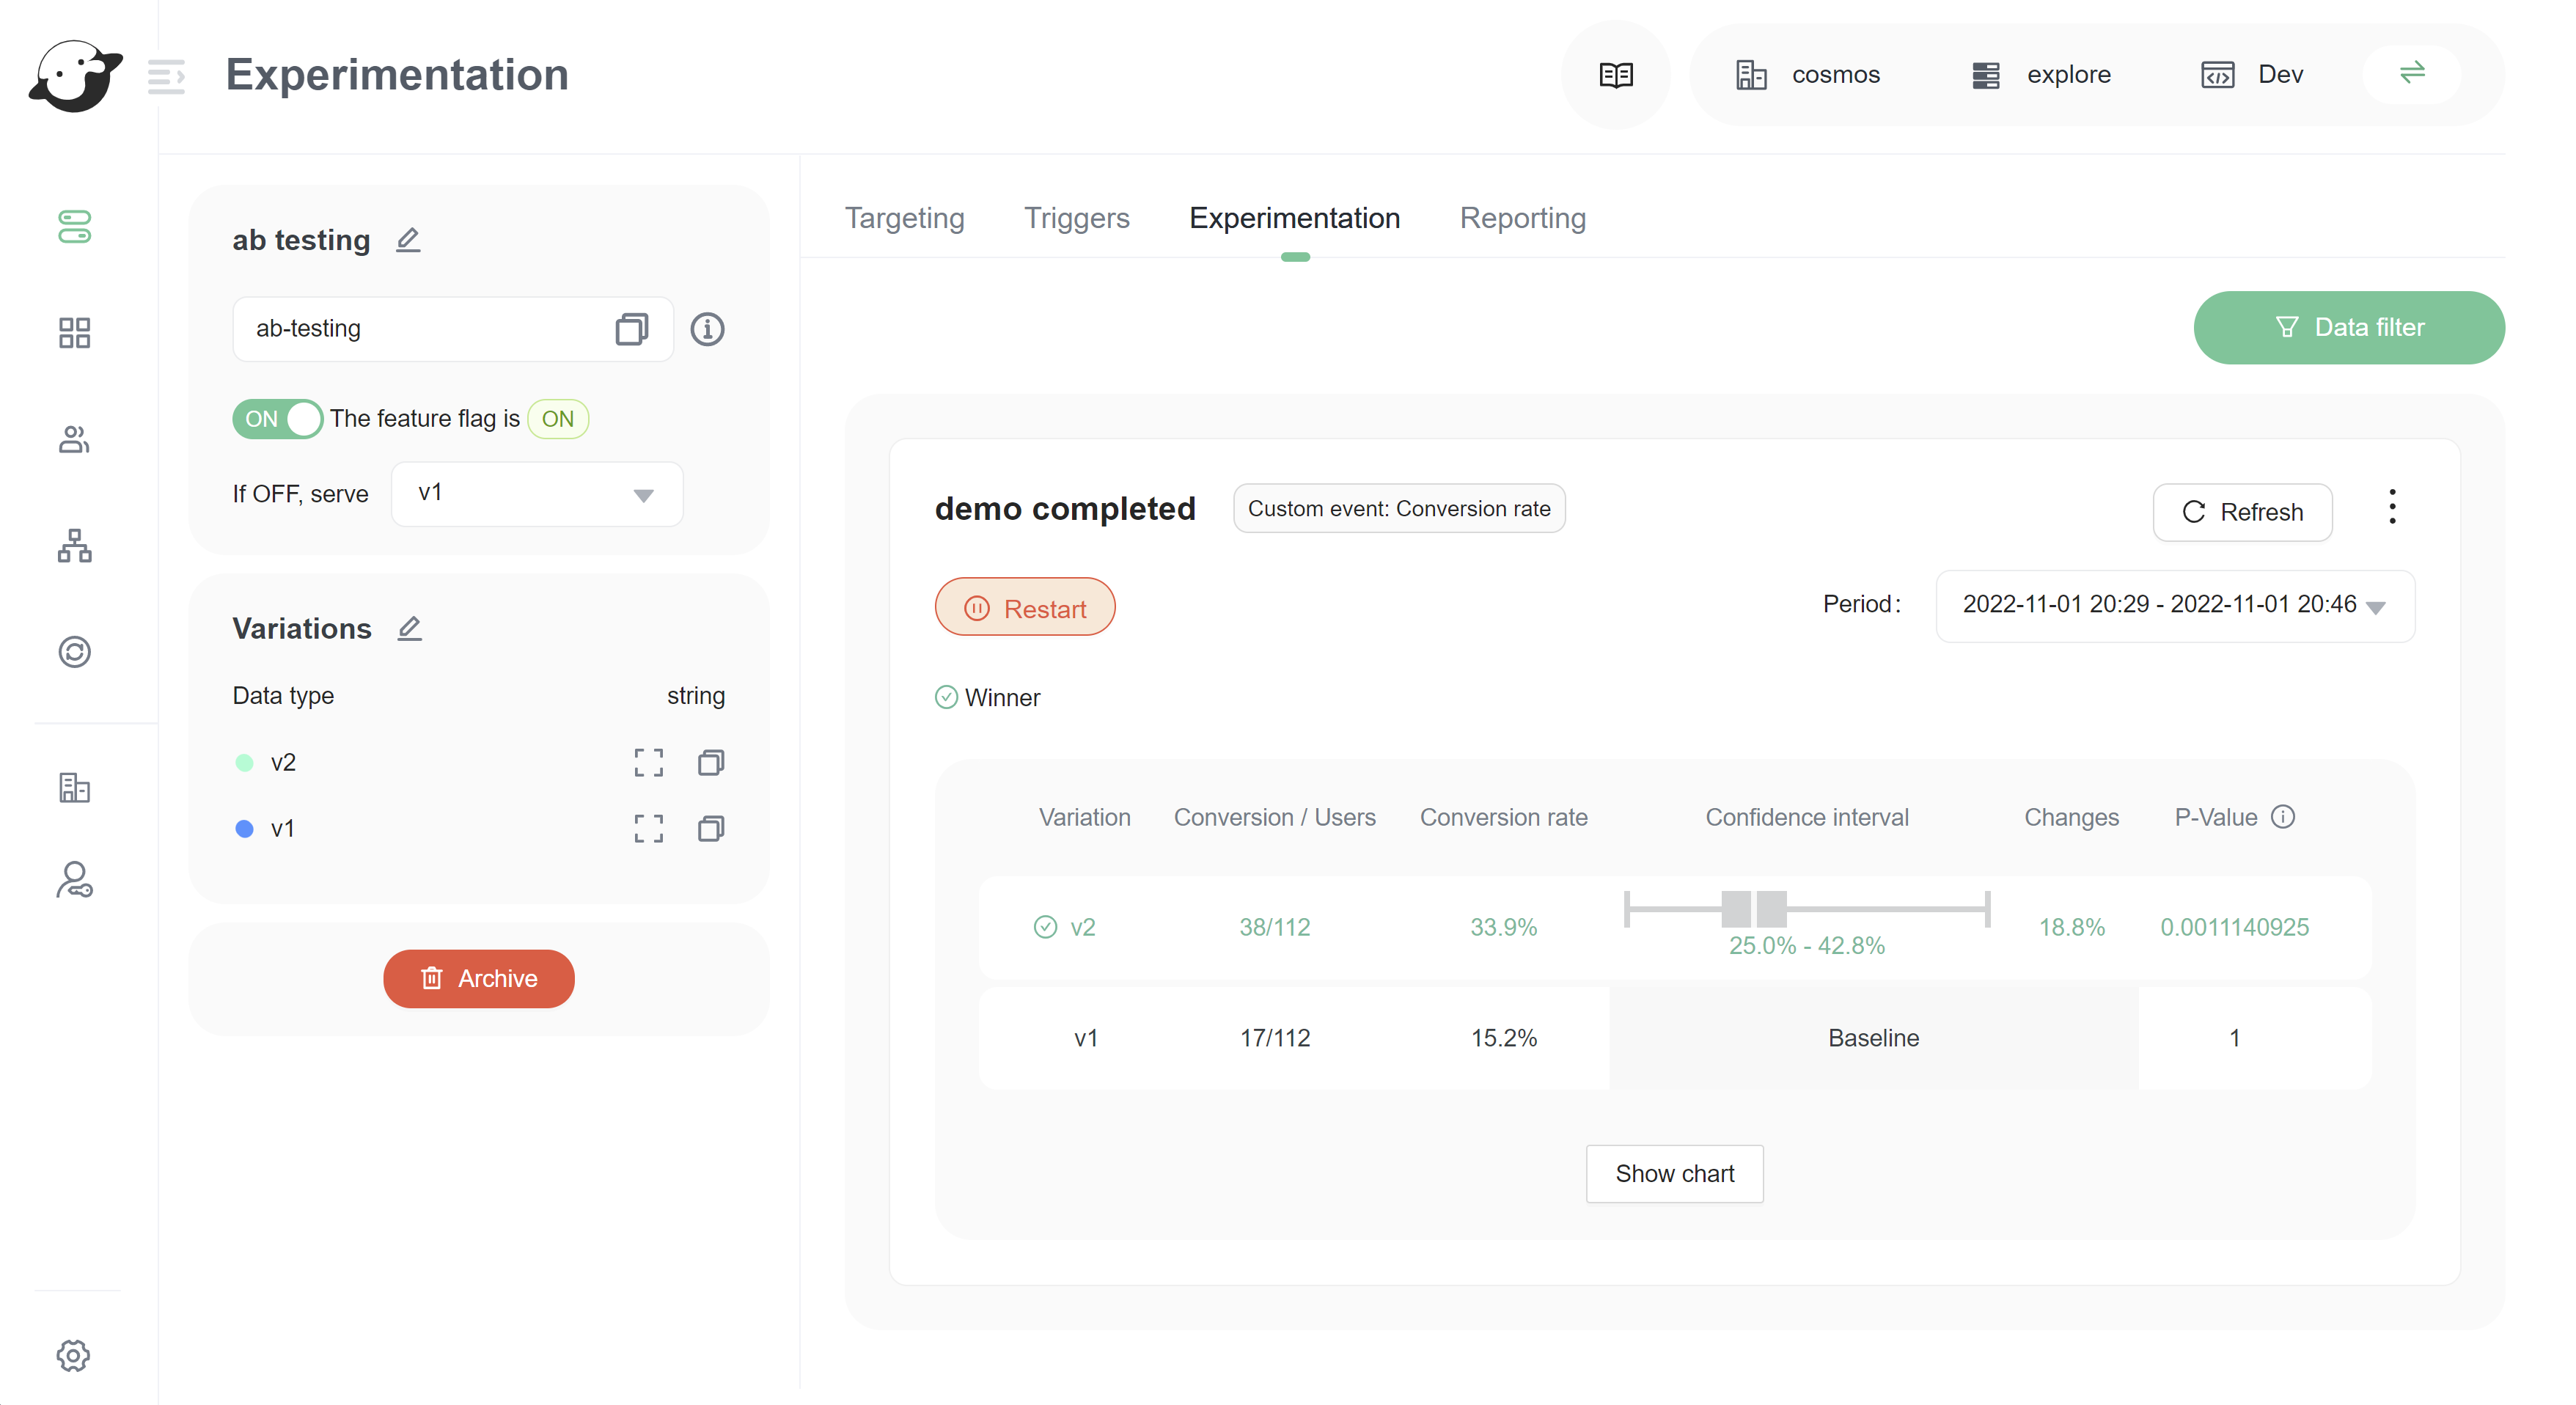 Experimentation
cosmos
explore
Dev
ab testing
ab-testing
ON The feature flag is ON
If OFF, serve v1
Variations
Data type string
v2
v1
Archive
Targeting Triggers Experimentation Reporting
Data filter
demo completed Custom event: Conversion rate
Refresh
Restart
Period: 2022-11-01 20:29 - 2022-11-01 20:46
Winner
Variation Conversion / Users Conversion rate Confidence interval Changes P-Value
v2 38/112 33.9% 25.0% - 42.8% 18.8% 0.0011140925
v1 17/112 15.2% Baseline 1
Show chart